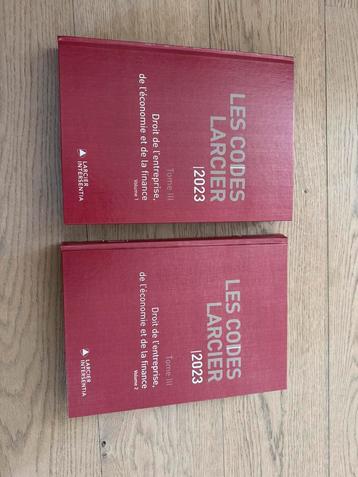 LES CODES
LARCIER
|2023
Tome III
Droit de l'entreprise,
de l'économie et de la finance
Volume 1
LARCIER
INTERSENTIA
LES CODES
LARCIER
|2023
Tome III
Droit de l'entreprise,
de l'économie et de la finance
Volume 2
LARCIER
INTERSENTIA